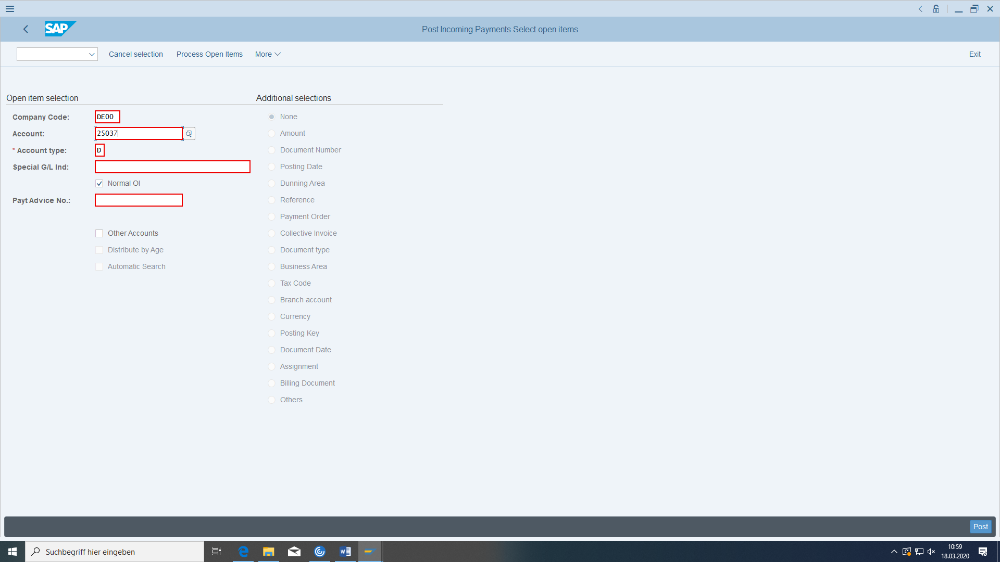 SAP
Post Incoming Payments Select open items
Cancel selection Process Open Items More Exit
Open item selection Additional selections
Company Code: DE00 None
Account: 25037 Amount
* Account type: D Document Number
Special G/L Ind: Posting Date
Normal OI Dunning Area
Payt Advice No.: Reference
Payment Order
Other Accounts Collective Invoice
Distribute by Age Document type
Automatic Search Business Area
Tax Code
Branch account
Currency
Posting Key
Document Date
Assignment
Billing Document
Others
Post
Suchbegriff hier eingeben
10:59
18.03.2020